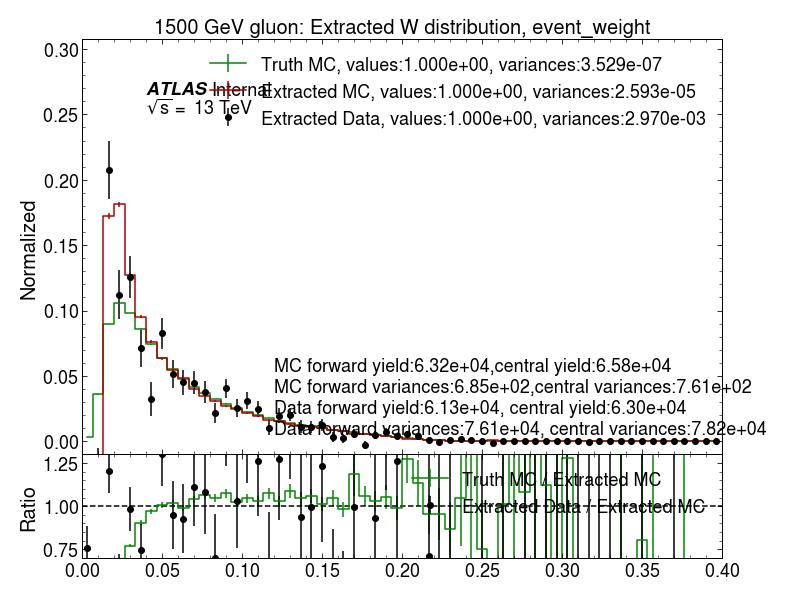 1500 GeV gluon: Extracted W distribution, event_weight
Truth MC, values:1.000e+00, variances:3.529e-07
ATLAS Internal
Extracted MC, values:1.000e+00, variances:2.593e-05
√s = 13 TeV
Extracted Data, values:1.000e+00, variances:2.970e-03
Normalized
0.30
0.25
0.20
0.15
0.10
0.05
0.00
MC forward yield:6.32e+04,central yield:6.58e+04
MC forward variances:6.85e+02,central variances:7.61e+02
Data forward yield:6.13e+04, central yield:6.30e+04
Data forward variances:7.61e+04, central variances:7.82e+04
Ratio
1.25
1.00
0.75
Truth MC / Extracted MC
Extracted Data / Extracted MC
0.00 0.05 0.10 0.15 0.20 0.25 0.30 0.35 0.40